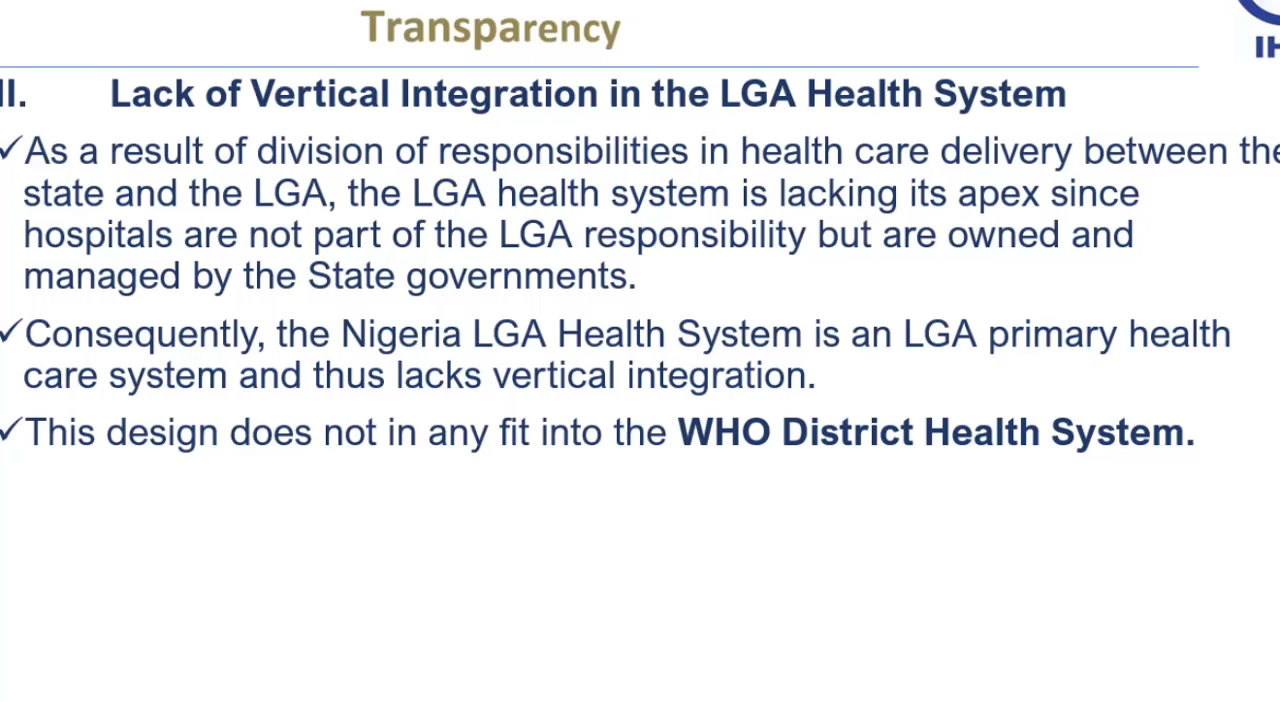 Transparency
IH
II. Lack of Vertical Integration in the LGA Health System
✓As a result of division of responsibilities in health care delivery between the
state and the LGA, the LGA health system is lacking its apex since
hospitals are not part of the LGA responsibility but are owned and
managed by the State governments.
✓Consequently, the Nigeria LGA Health System is an LGA primary health
care system and thus lacks vertical integration.
✓This design does not in any fit into the WHO District Health System.